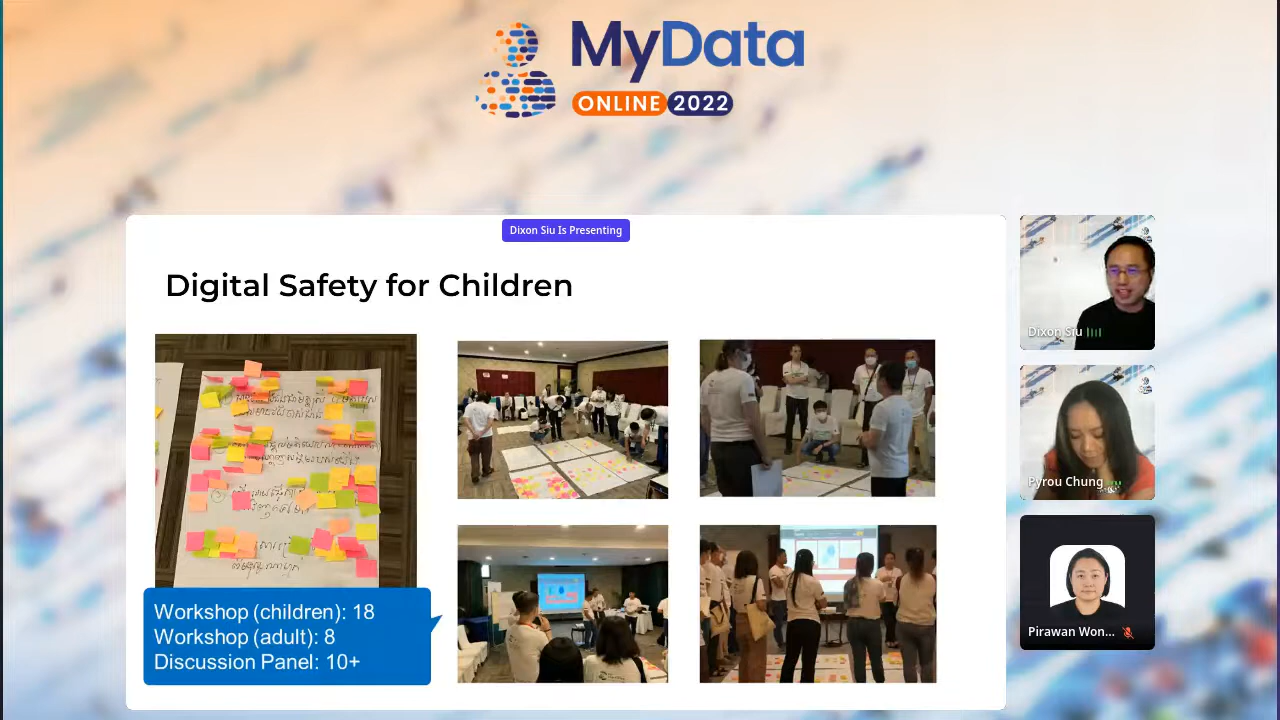 MyData
ONLINE 2022
Dixon Siu Is Presenting
Digital Safety for Children
Workshop (children): 18
Workshop (adult): 8
Discussion Panel: 10+
Dixon Siu
Pyrou Chung
Pirawan Won...